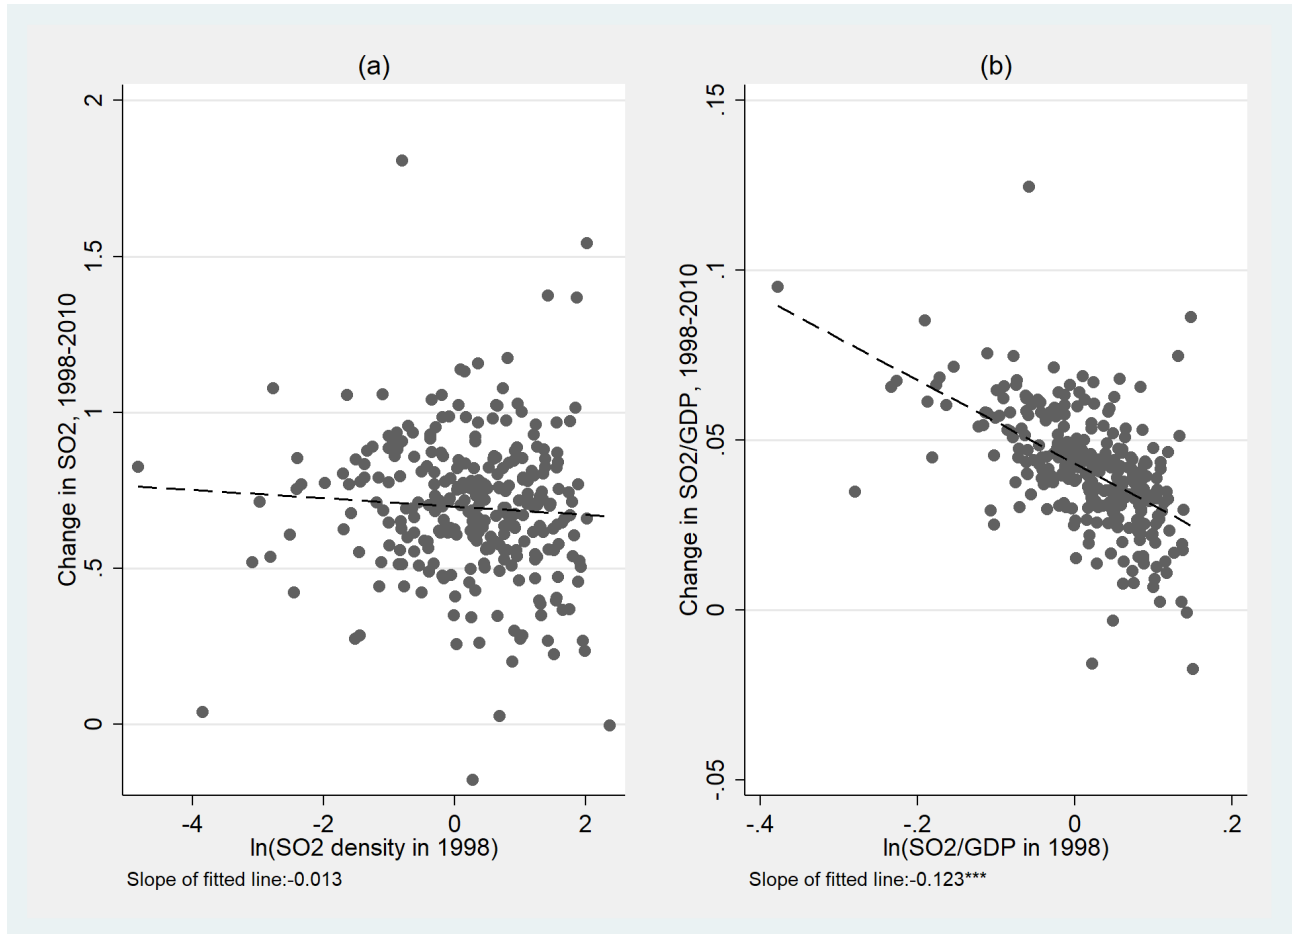 (a)
Change in SO2, 1998-2010
2
1.5
1
.5
0
-4
-2
0
2
ln(SO2 density in 1998)
Slope of fitted line:-0.013
(b)
Change in SO2/GDP, 1998-2010
.15
.1
.05
0
-.05
-.4
-.2
0
.2
ln(SO2/GDP in 1998)
Slope of fitted line:-0.123***